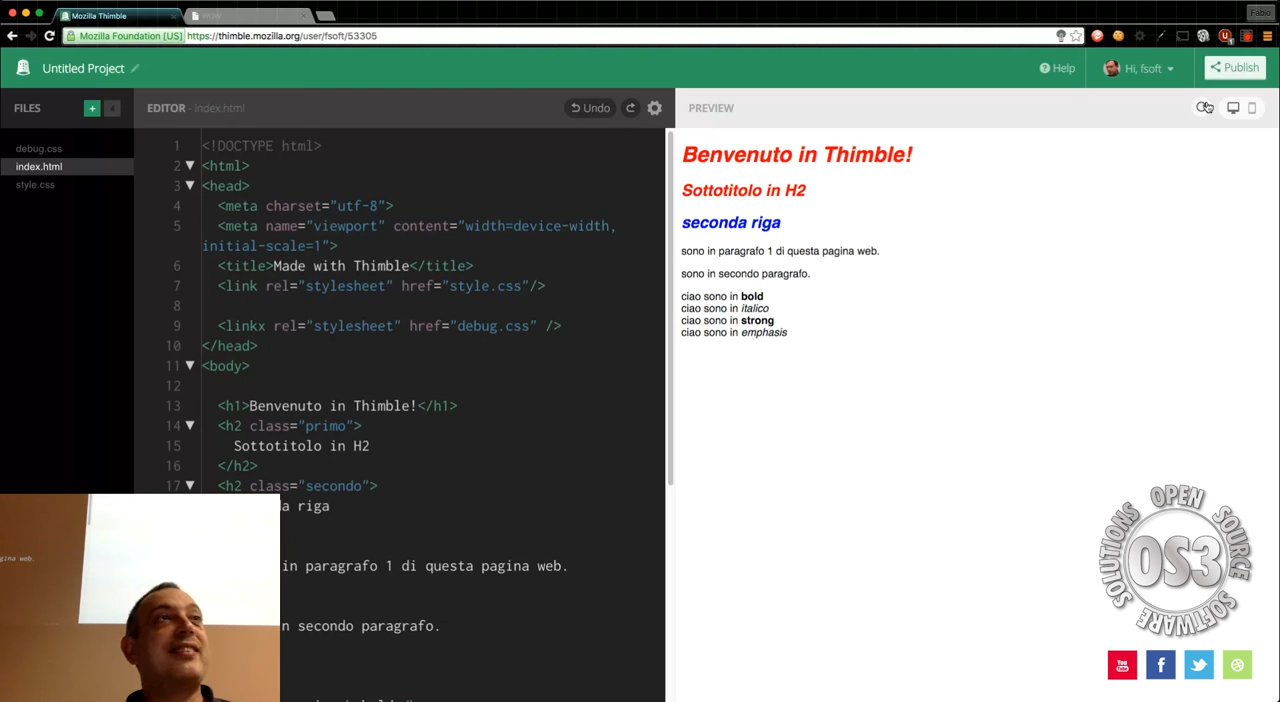 Mozilla Thimble
Fabio
Mozilla Foundation [US] https://thimble.mozilla.org/user/fsoft/53305
Untitled Project
Help
Hi, fsoft
Publish
FILES
EDITOR - index.html
Undo
PREVIEW
debug.css
index.html
style.css
1 <!DOCTYPE html>
2 <html>
3 <head>
4 <meta charset="utf-8">
5 <meta name="viewport" content="width=device-width,
initial-scale=1">
6 <title>Made with Thimble</title>
7 <link rel="stylesheet" href="style.css"/>
8
9 <linkx rel="stylesheet" href="debug.css" />
10 </head>
11 <body>
12
13 <h1>Benvenuto in Thimble!</h1>
14 <h2 class="primo">
15 Sottotitolo in H2
16 </h2>
17 <h2 class="secondo">
da riga
in paragrafo 1 di questa pagina web.
n secondo paragrafo.
Benvenuto in Thimble!
Sottotitolo in H2
seconda riga
sono in paragrafo 1 di questa pagina web.
sono in secondo paragrafo.
ciao sono in bold
ciao sono in italico
ciao sono in strong
ciao sono in emphasis
gina web.
SOLUTIONS OPEN SOURCE SOFTWARE
OS3
You Tube